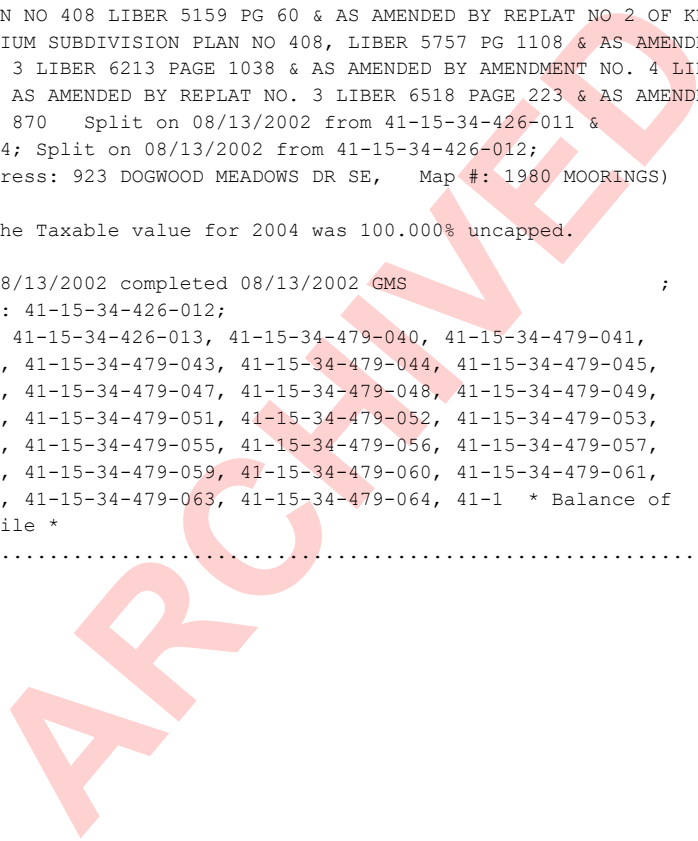 N NO 408 LIBER 5159 PG 60 & AS AMENDED BY REPLAT NO 2 OF
IUM SUBDIVISION PLAN NO 408, LIBER 5757 PG 1108 & AS AMEND
3 LIBER 6213 PAGE 1038 & AS AMENDED BY AMENDMENT NO. 4
AS AMENDED BY REPLAT NO. 3 LIBER 6518 PAGE 223 & AS AMEND
870 Split on 08/13/2002 from 41-15-34-426-011 &
4; Split on 08/13/2002 from 41-15-34-426-012;
ress: 923 DOGWOOD MEADOWS DR SE, Map #: 1980 MOORINGS)
he Taxable value for 2004 was 100.000% uncapped.
8/13/2002 completed 08/13/2002 GMS ;
: 41-15-34-426-012;
41-15-34-426-013, 41-15-34-479-040, 41-15-34-479-041,
, 41-15-34-479-043, 41-15-34-479-044, 41-15-34-479-045,
, 41-15-34-479-047, 41-15-34-479-048, 41-15-34-479-049,
, 41-15-34-479-051, 41-15-34-479-052, 41-15-34-479-053,
, 41-15-34-479-055, 41-15-34-479-056, 41-15-34-479-057,
, 41-15-34-479-059, 41-15-34-479-060, 41-15-34-479-061,
, 41-15-34-479-063, 41-15-34-479-064, 41-1 * Balance of
ile *
.........................................................
ARCHIVED